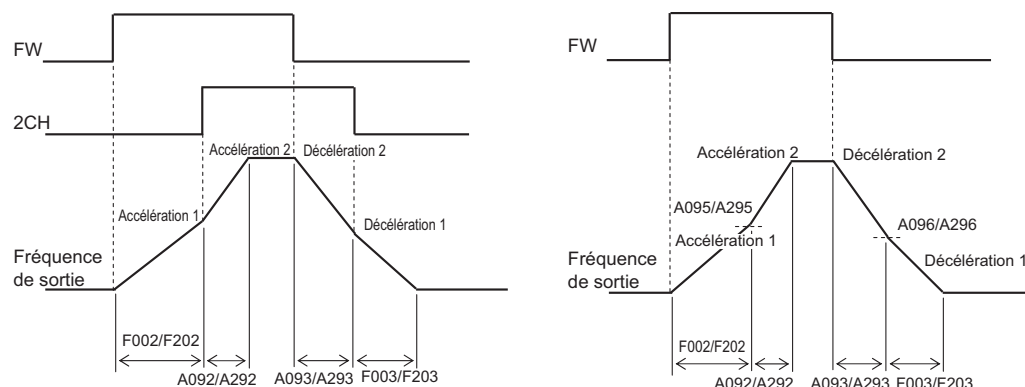 FW
2CH
Accélération 2
Décélération 2
Accélération 1
Décélération 1
Fréquence
de sortie
F002/F202
A092/A292
A093/A293
F003/F203
FW
Accélération 2
Décélération 2
A095/A295
A096/A296
Accélération 1
Décélération 1
Fréquence
de sortie
F002/F202
A092/A292
A093/A293
F003/F203